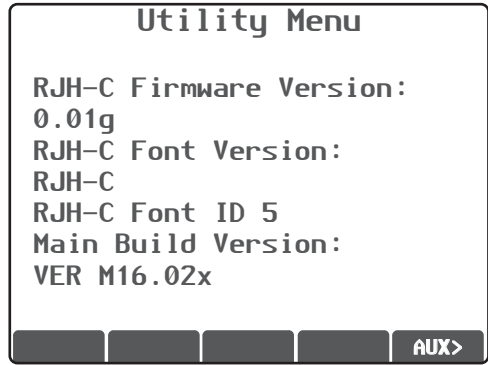 Utility Menu
RJH-C Firmware Version:
0.01g
RJH-C Font Version:
RJH-C
RJH-C Font ID 5
Main Build Version:
VER M16.02x
AUX>